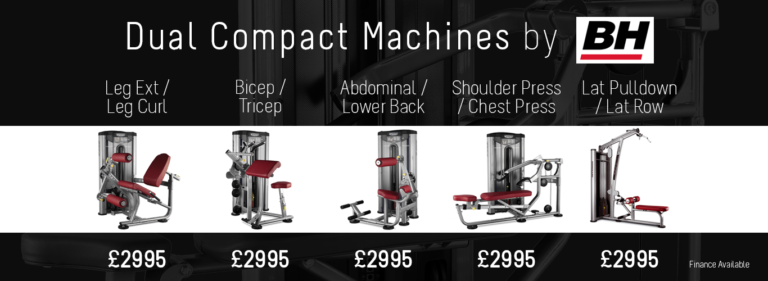 Dual Compact Machines by BH
Leg Ext /
Leg Curl
Bicep /
Tricep
Abdominal /
Lower Back
Shoulder Press
/ Chest Press
Lat Pulldown
/ Lat Row
£2995
£2995
£2995
£2995
£2995
Finance Available